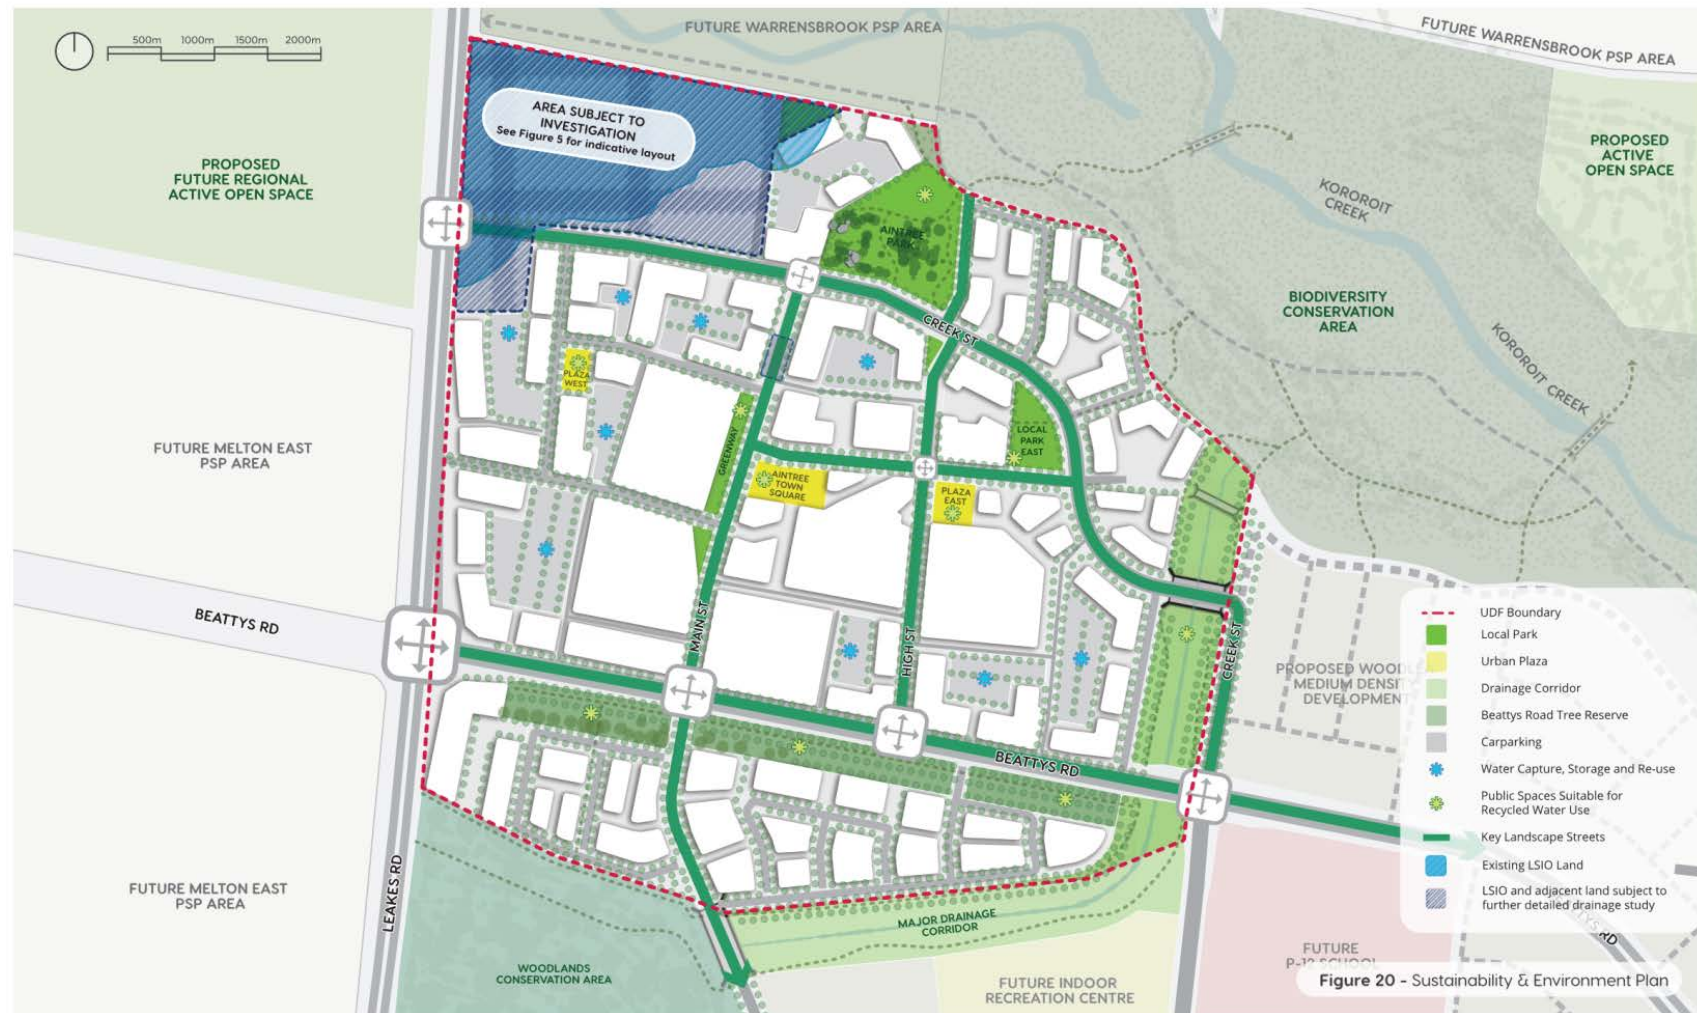 FUTURE WARRENSBROOK PSP AREA
FUTURE WARRENSBROOK PSP AREA
500m 1000m 1500m 2000m
AREA SUBJECT TO
INVESTIGATION
See Figure 5 for indicative layout
PROPOSED
FUTURE REGIONAL
ACTIVE OPEN SPACE
PROPOSED
ACTIVE
OPEN SPACE
KOROROIT
CREEK
AINTREE
PARK
BIODIVERSITY
CONSERVATION
AREA
KOROROIT CREEK
CREEK ST
PLAZA
WEST
GREENWAY
LOCAL
PARK
EAST
FUTURE MELTON EAST
PSP AREA
AINTREE
TOWN
SQUARE
PLAZA
EAST
BEATTYS RD
MAIN ST
HIGH ST
CREEK ST
PROPOSED
MEDIUM DENSITY
DEVELOPMENT
BEATTYS RD
UDF Boundary
Local Park
Urban Plaza
Drainage Corridor
Beattys Road Tree Reserve
Carparking
Water Capture, Storage and Re-use
Public Spaces Suitable for
Recycled Water Use
Key Landscape Streets
Existing LSIO Land
LSIO and adjacent land subject to
further detailed drainage study
FUTURE MELTON EAST
PSP AREA
LEAKES RD
MAJOR DRAINAGE
CORRIDOR
WOODLANDS
CONSERVATION AREA
FUTURE INDOOR
RECREATION CENTRE
FUTURE
P-12 SCHOOL
RD
Figure 20 - Sustainability & Environment Plan